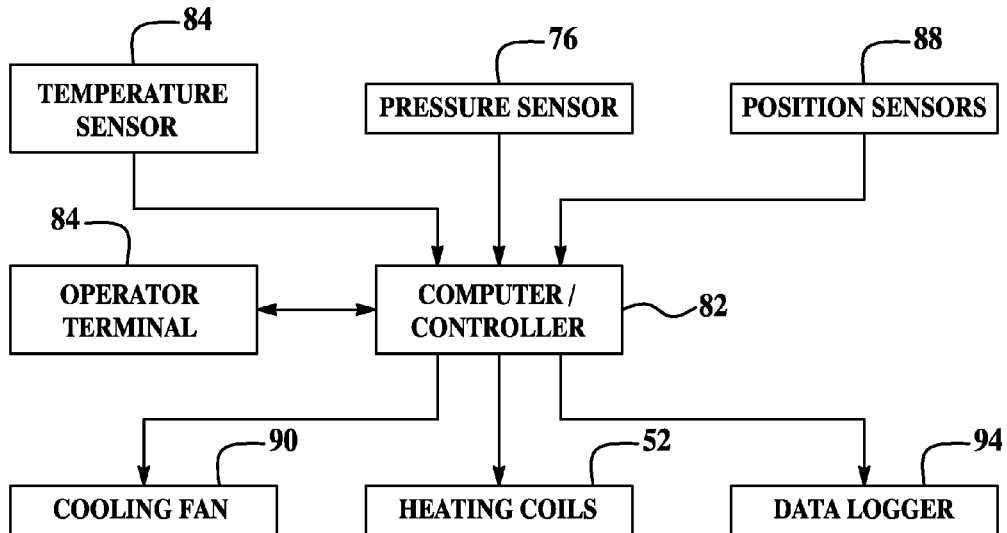 84
76
88
TEMPERATURE
SENSOR
PRESSURE SENSOR
POSITION SENSORS
84
OPERATOR
TERMINAL
COMPUTER /
CONTROLLER
82
90
52
94
COOLING FAN
HEATING COILS
DATA LOGGER